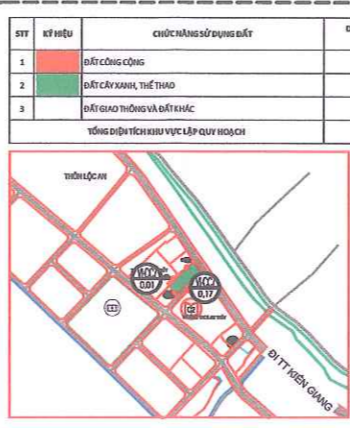 STT KÝ HIỆU CHỨC NĂNG SỬ DỤNG ĐẤT
1 ĐẤT CÔNG CỘNG
2 ĐẤT CÂY XANH, THỂ THAO
3 ĐẤT GIAO THÔNG VÀ ĐẤT KHÁC
TỔNG DIỆN TÍCH KHU VỰC LẬP QUY HOẠCH
THÔN LỘC AN
0,01
0,17
ĐI TT KIẾN GIANG